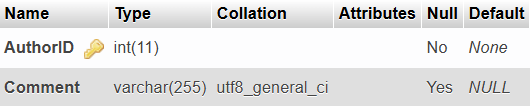 Name Type Collation Attributes Null Default
AuthorID int(11) No None
Comment varchar(255) utf8_general_ci Yes NULL